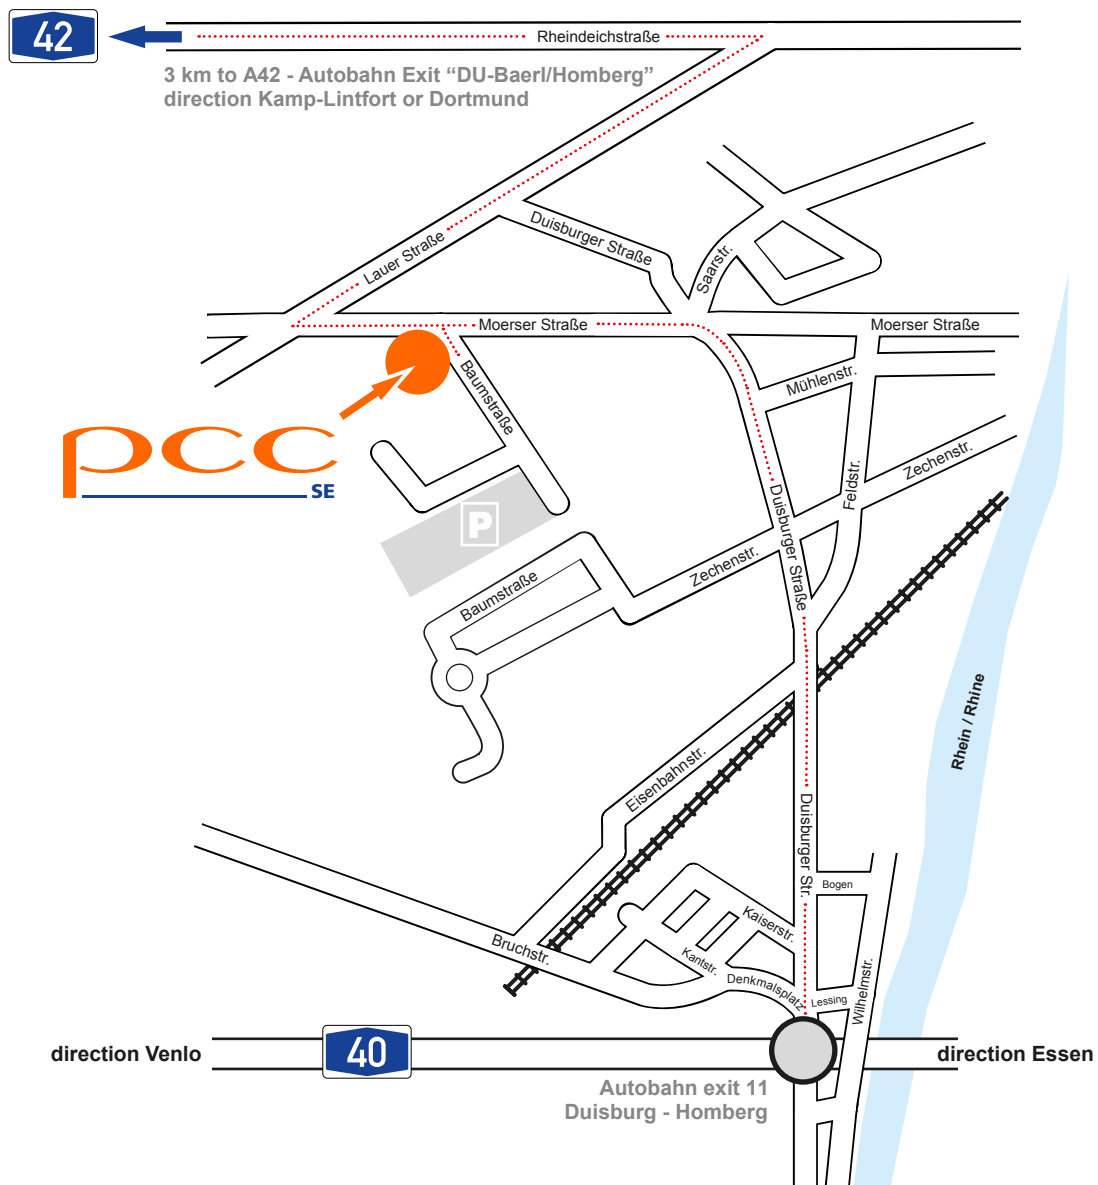 42
Rheindeichstraße
3 km to A42 - Autobahn Exit “DU-Baerl/Homberg”
direction Kamp-Lintfort or Dortmund
Duisburger Straße
Lauer Straße
Saarstr.
Moerser Straße
Moerser Straße
Baumstraße
Mühlenstr.
pcc
SE
Zechenstr.
Feldstr.
P
Duisburger Straße
Zechenstr.
Baumstraße
Rhein / Rhine
Eisenbahnstr.
Duisburger Str.
Bogen
Kaiserstr.
Bruchstr.
Kantstr.
Denkmalsplatz
Lessing
Wilhelmstr.
direction Venlo
40
direction Essen
Autobahn exit 11
Duisburg - Homberg